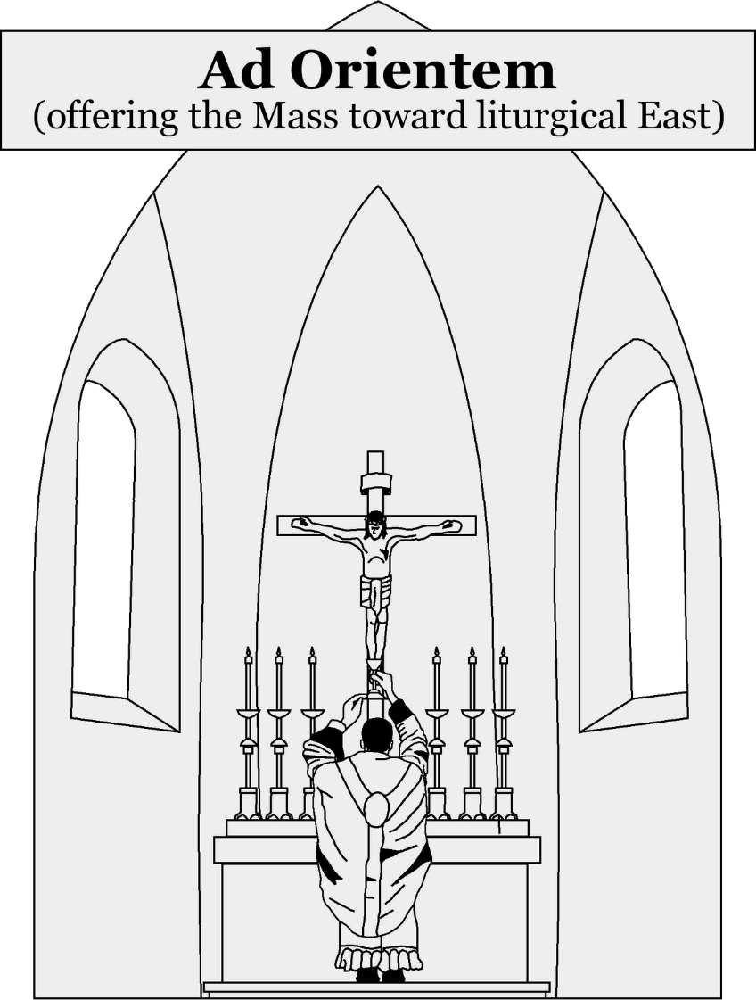 Ad Orientem
(offering the Mass toward liturgical East)